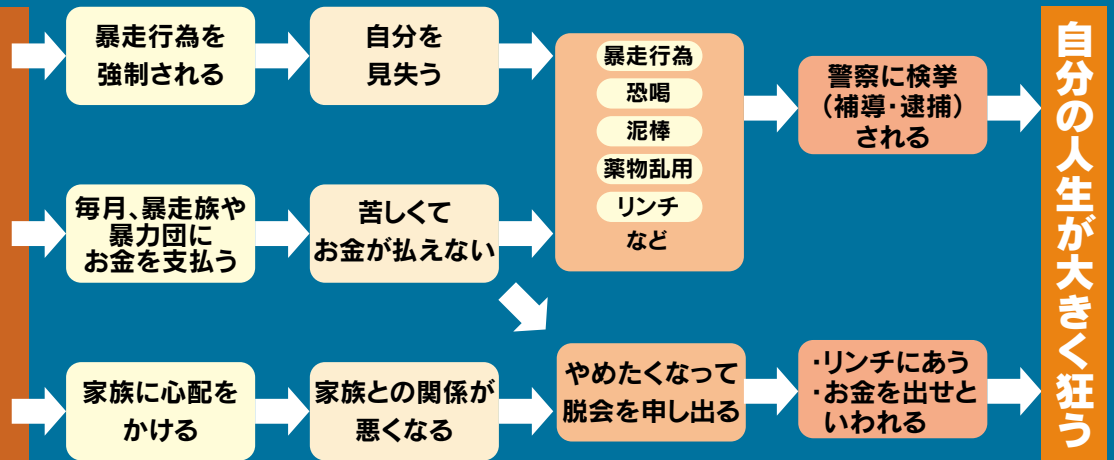 暴走行為を
強制される
自分を
見失う
暴走行為
恐喝
泥棒
薬物乱用
リンチ
など
警察に検挙
（補導・逮捕）
される
毎月、暴走族や
暴力団に
お金を支払う
苦しくて
お金が払えない
家族に心配を
かける
家族との関係が
悪くなる
やめたくなって
脱会を申し出る
・リンチにあう
・お金を出せと
いわれる
自分の人生が大きく狂う